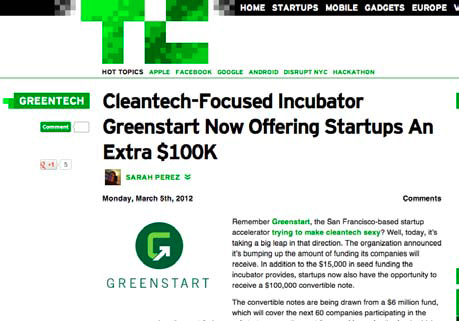 HOME STARTUPS MOBILE GADGETS EUROPE
HOT TOPICS APPLE FACEBOOK GOOGLE ANDROID DISRUPT NYC HACKATHON
GREENTECH
Cleantech-Focused Incubator
Greenstart Now Offering Startups An
Extra $100K
Comment
+1 5
SARAH PEREZ
Monday, March 5th, 2012
Comments
GREENSTART
Remember Greenstart, the San Francisco-based startup
accelerator trying to make cleantech sexy? Well, today, it's
taking a big leap in that direction. The organization announced
it's bumping up the amount of funding its companies will
receive. In addition to the $15,000 in seed funding the
incubator provides, startups now also have the opportunity to
receive a $100,000 convertible note.
The convertible notes are being drawn from a $6 million fund,
which will cover the next 60 companies participating in the